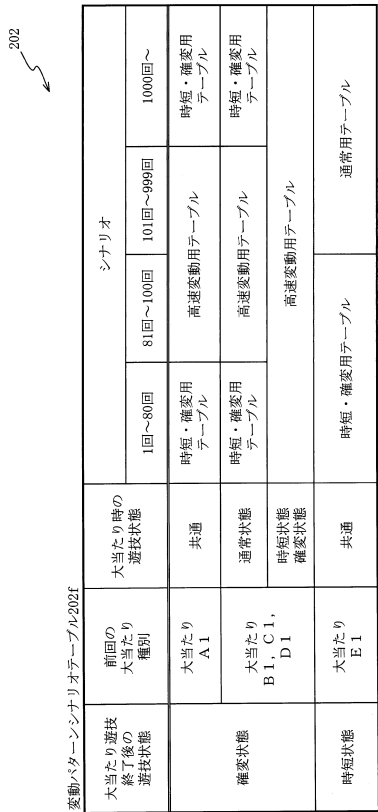 202
変動パターンシナリオテーブル202f
大当たり遊技
終了後の
遊技状態
前回の
大当たり
種別
大当たり時の
遊技状態
シナリオ
1回～80回
81回～100回
101回～999回
1000回～
確変状態
大当たり
A1
共通
時短・確変用
テーブル
高速変動用テーブル
時短・確変用
テーブル
大当たり
B1, C1,
D1
通常状態
時短・確変用
テーブル
高速変動用テーブル
時短・確変用
テーブル
時短状態
確変状態
高速変動用テーブル
時短状態
大当たり
E1
共通
時短・確変用テーブル
通常用テーブル